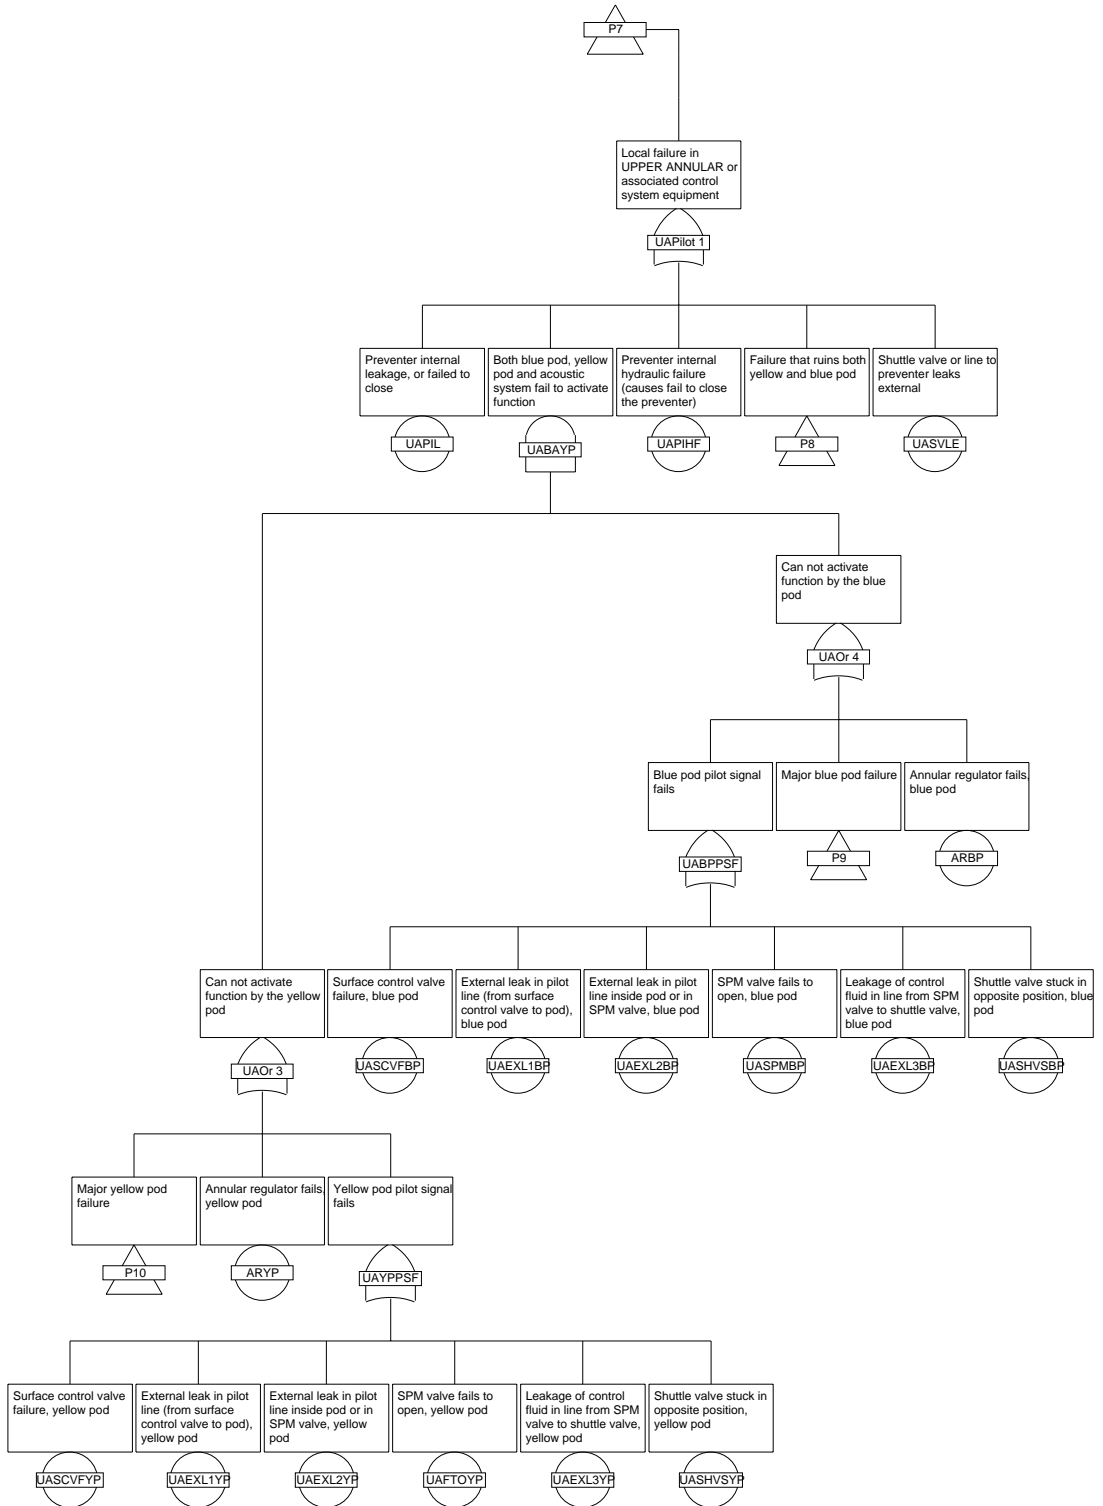 P7
Local failure in
UPPER ANNULAR or
associated control
system equipment
UAPilot 1
Preventer internal
leakage, or failed to
close
UAPIL
Both blue pod, yellow
pod and acoustic
system fail to activate
function
UABAYP
Preventer internal
hydraulic failure
(causes fail to close
the preventer)
UAPIHF
Failure that ruins both
yellow and blue pod
P8
Shuttle valve or line to
preventer leaks
external
UASVLE
Can not activate
function by the blue
pod
UAOr 4
Blue pod pilot signal
fails
UABPPSF
Major blue pod failure
P9
Annular regulator fails,
blue pod
ARBP
Can not activate
function by the yellow
pod
UAOr 3
Surface control valve
failure, blue pod
UASCVFBP
External leak in pilot
line (from surface
control valve to pod),
blue pod
UAEXL1BP
External leak in pilot
line inside pod or in
SPM valve, blue pod
UAEXL2BP
SPM valve fails to
open, blue pod
UASPMBP
Leakage of control
fluid in line from SPM
valve to shuttle valve,
blue pod
UAEXL3BP
Shuttle valve stuck in
opposite position, blue
pod
UASHVSBP
Major yellow pod
failure
P10
Annular regulator fails,
yellow pod
ARYP
Yellow pod pilot signal
fails
UAYPPSF
Surface control valve
failure, yellow pod
UASCVFYP
External leak in pilot
line (from surface
control valve to pod),
yellow pod
UAEXL1YP
External leak in pilot
line inside pod or in
SPM valve, yellow
pod
UAEXL2YP
SPM valve fails to
open, yellow pod
UAFTOYP
Leakage of control
fluid in line from SPM
valve to shuttle valve,
yellow pod
UAEXL3YP
Shuttle valve stuck in
opposite position,
yellow pod
UASHVSYP